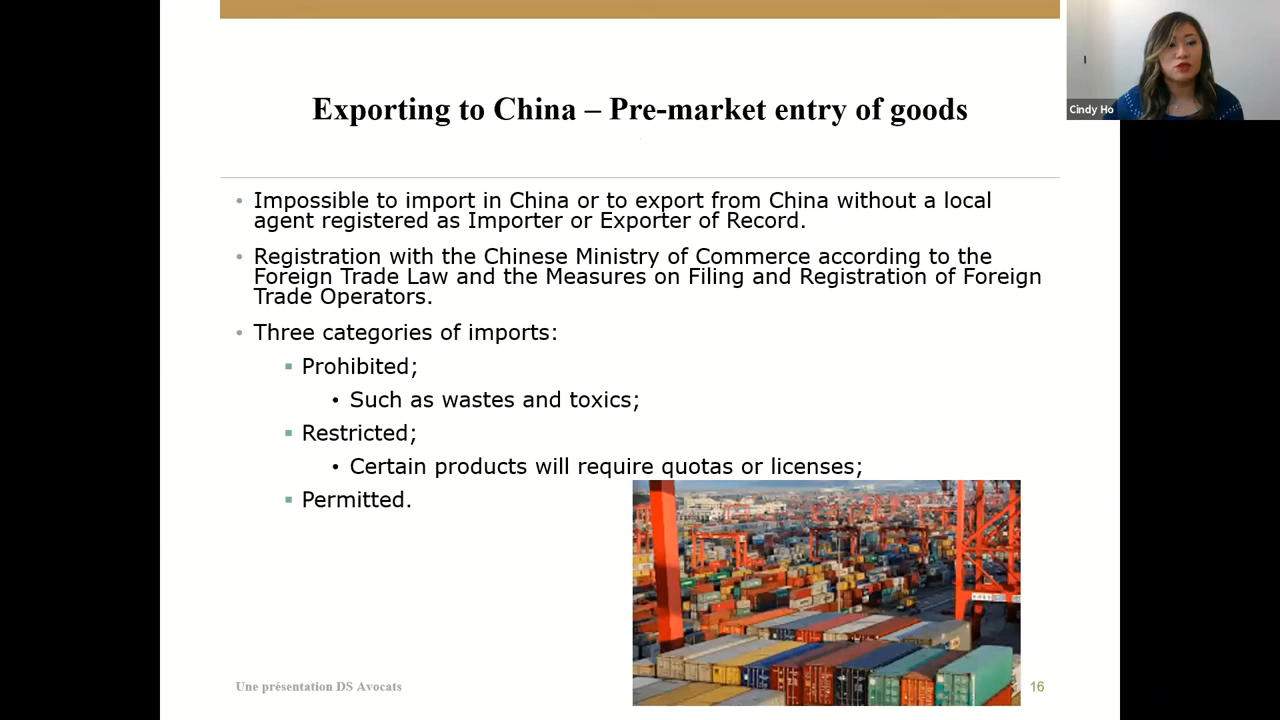 Exporting to China – Pre-market entry of goods
Cindy Ho
• Impossible to import in China or to export from China without a local
agent registered as Importer or Exporter of Record.
• Registration with the Chinese Ministry of Commerce according to the
Foreign Trade Law and the Measures on Filing and Registration of Foreign
Trade Operators.
• Three categories of imports:
▪ Prohibited;
• Such as wastes and toxics;
▪ Restricted;
• Certain products will require quotas or licenses;
▪ Permitted.
Une présentation DS Avocats
16